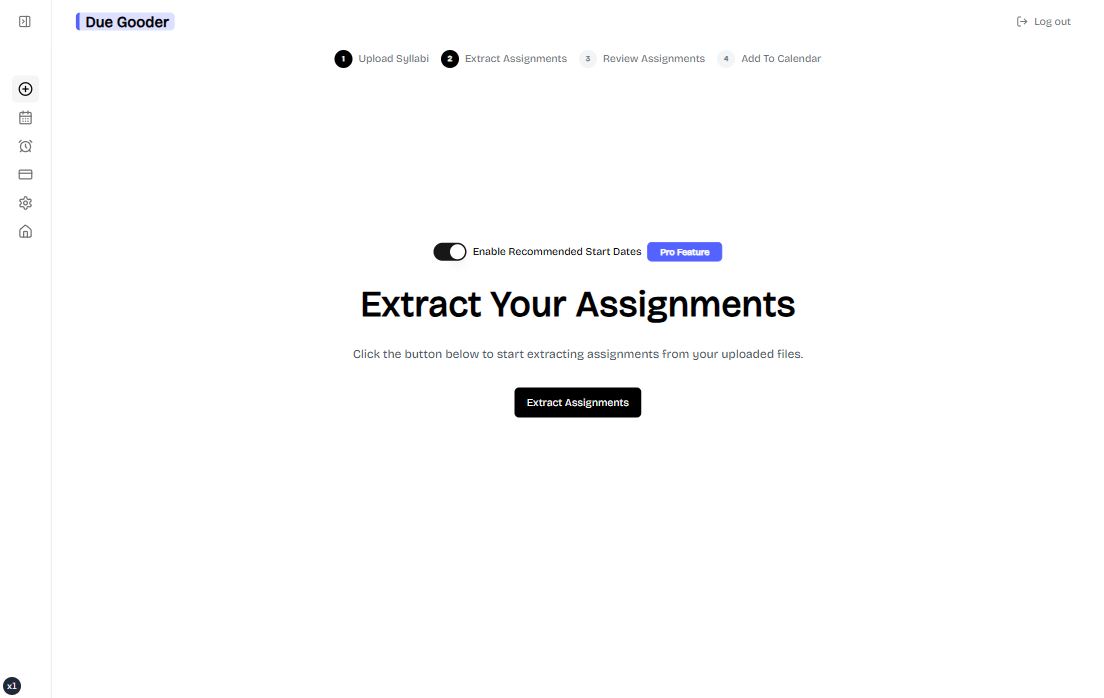 Due Gooder
Log out
1 Upload Syllabi 2 Extract Assignments 3 Review Assignments 4 Add To Calendar
Enable Recommended Start Dates Pro Feature
Extract Your Assignments
Click the button below to start extracting assignments from your uploaded files.
Extract Assignments
xl